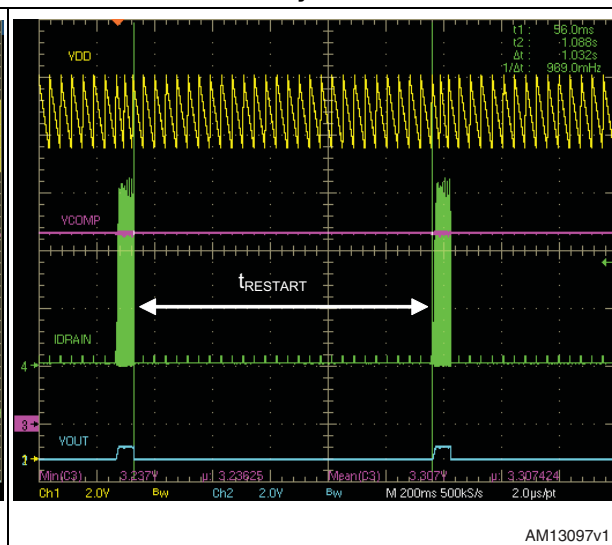 t1 : 96.0ms
t2 : 1.088s
Δt : 1.032s
1/Δt : 969.0mHz
VDD
VCOMP
tRESTART
IDRAIN
4
3
VOUT
2
Min(C3) 3.237V μ: 3.23625 Mean(C3) 3.307V μ: 3.307424
Ch1 2.0V Bw Ch2 2.0V Bw M 200ms 500kS/s 2.0μs/pt
AM13097v1